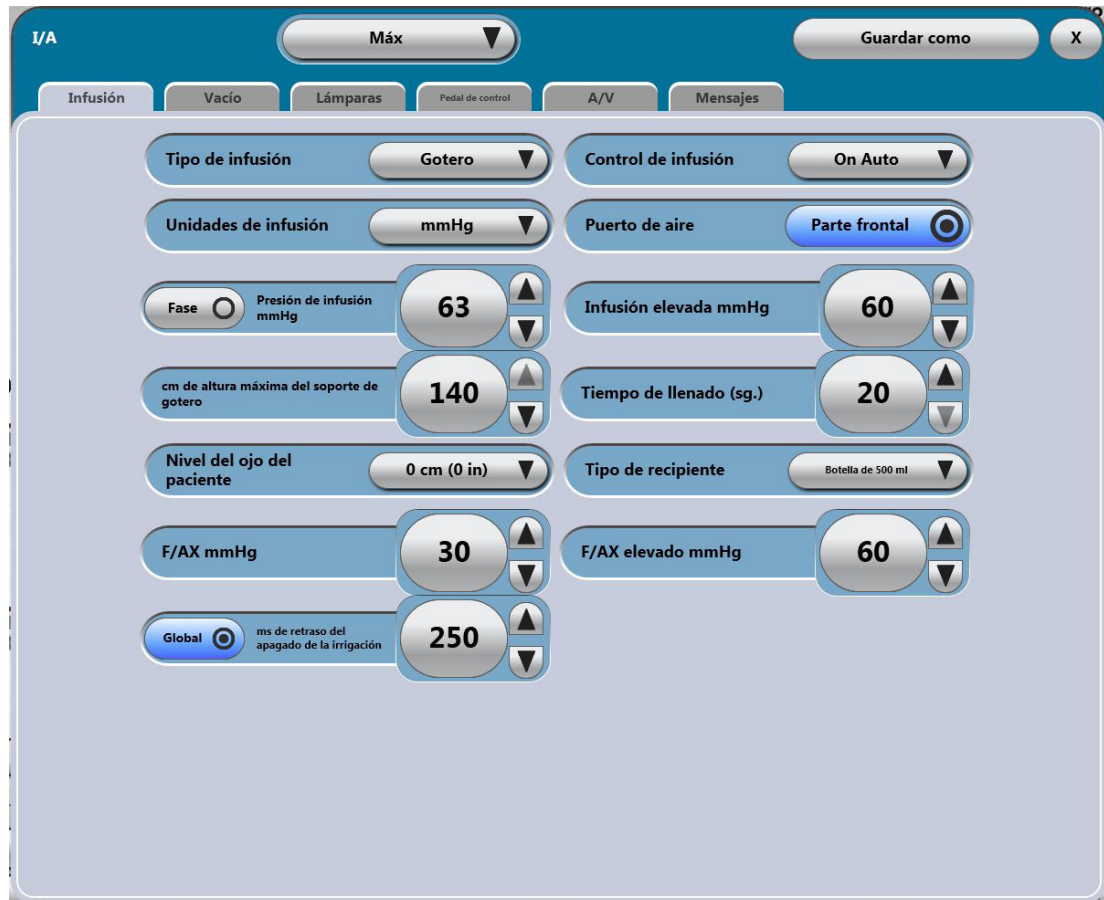 I/A
Máx
Guardar como
X
Infusión
Vacío
Lámparas
Pedal de control
A/V
Mensajes
Tipo de infusión
Gotero
Control de infusión
On Auto
Unidades de infusión
mmHg
Puerto de aire
Parte frontal
Fase
Presión de infusión
mmHg
63
Infusión elevada mmHg
60
cm de altura máxima del soporte de
gotero
140
Tiempo de llenado (sg.)
20
Nivel del ojo del
paciente
0 cm (0 in)
Tipo de recipiente
Botella de 500 ml
F/AX mmHg
30
F/AX elevado mmHg
60
Global
ms de retraso del
apagado de la irrigación
250